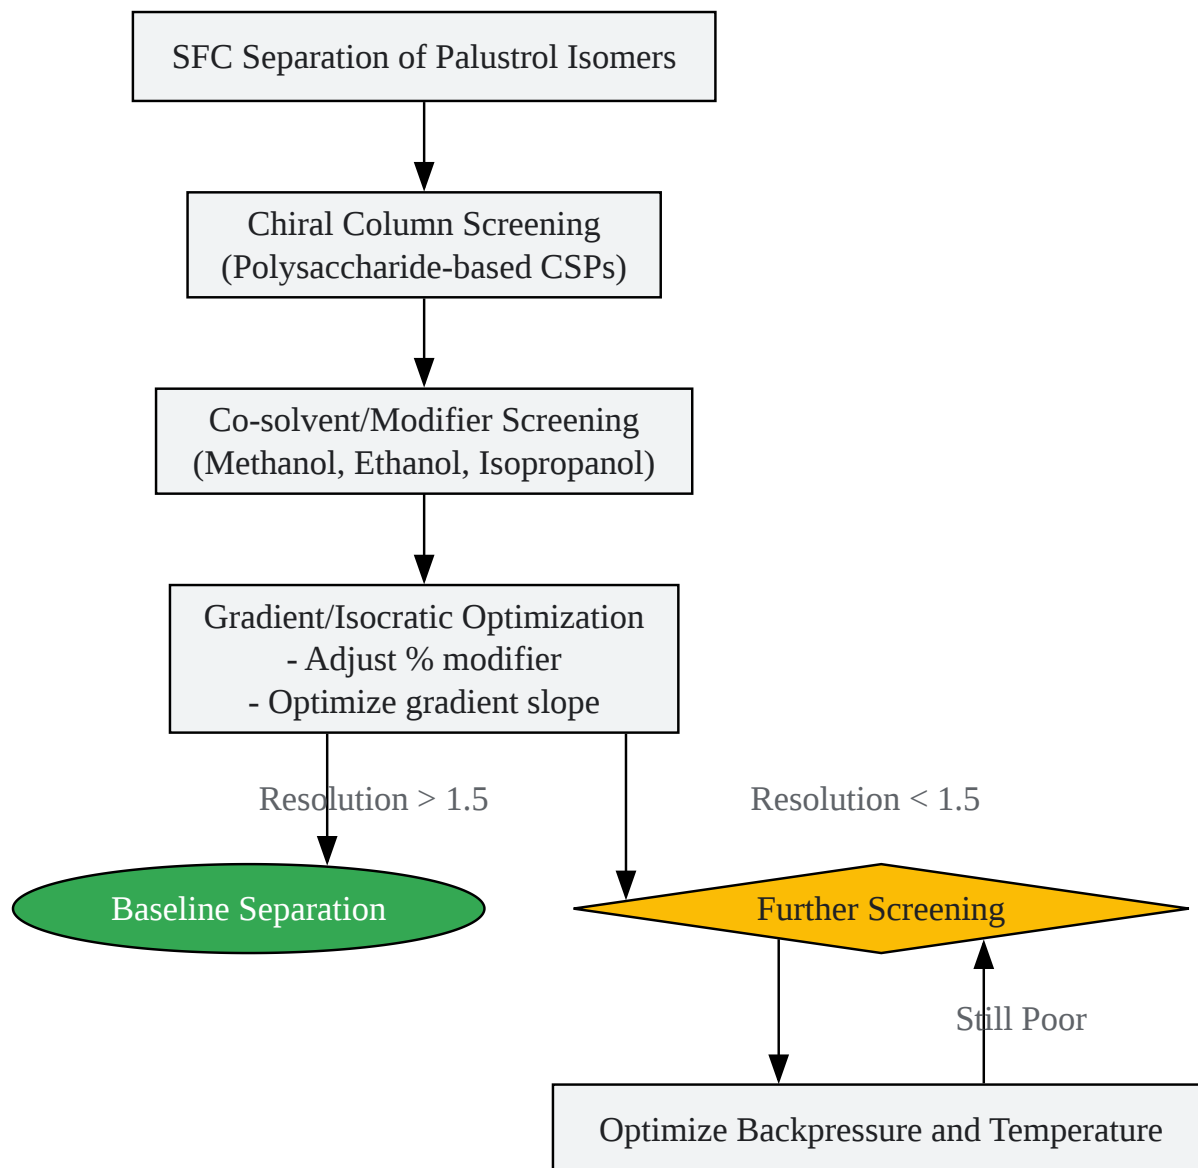 SFC Separation of Palustrol Isomers
Chiral Column Screening
(Polysaccharide-based CSPs)
Co-solvent/Modifier Screening
(Methanol, Ethanol, Isopropanol)
Gradient/Isocratic Optimization
- Adjust % modifier
- Optimize gradient slope
Resolution > 1.5
Resolution < 1.5
Baseline Separation
Further Screening
Still Poor
Optimize Backpressure and Temperature